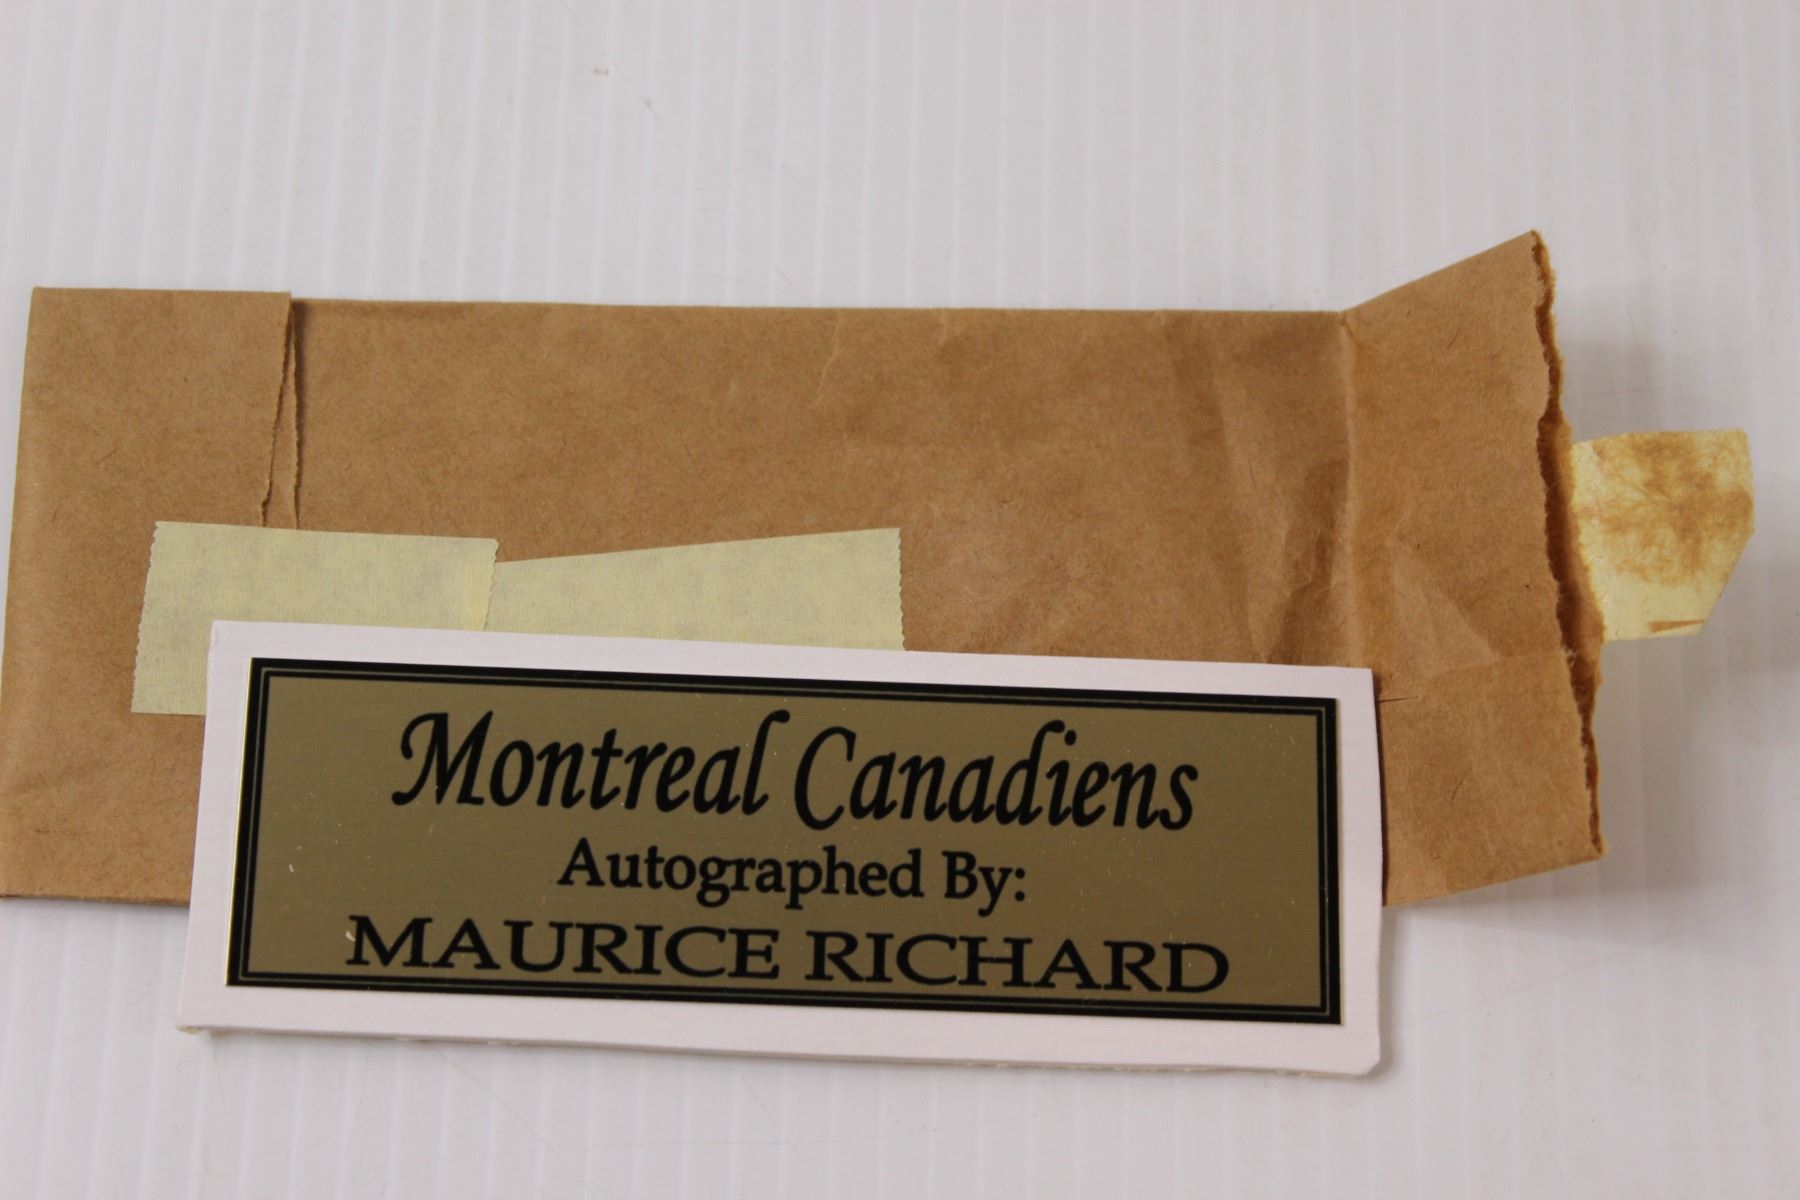 Montreal Canadiens
Autographed By:
MAURICE RICHARD